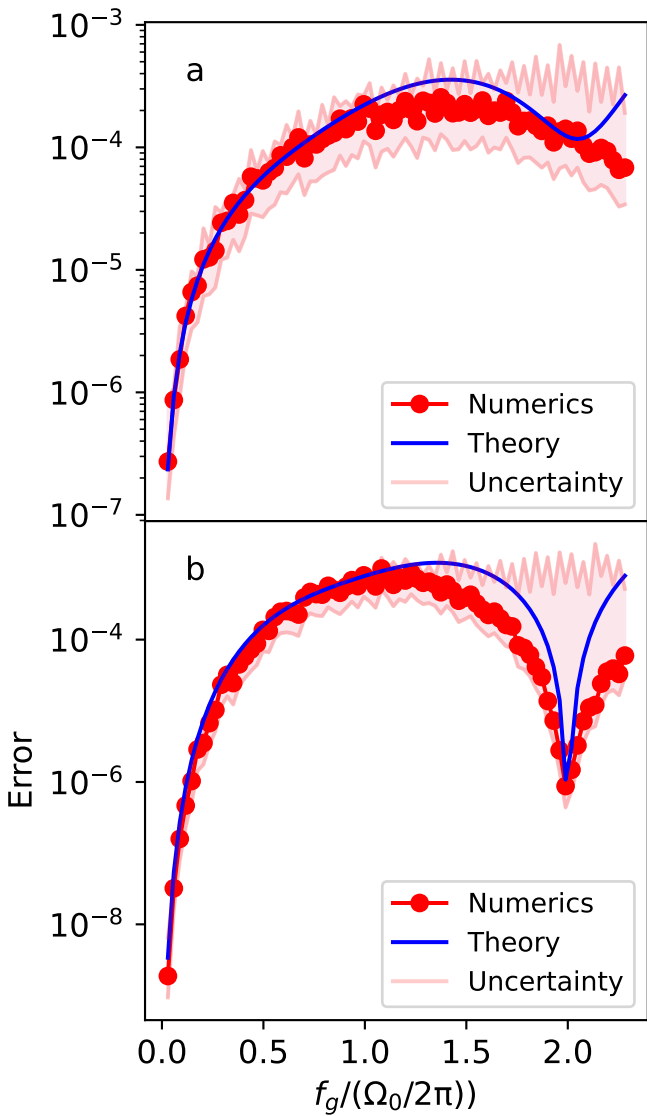 10⁻³
a
10⁻⁴
10⁻⁵
10⁻⁶
10⁻⁷
Numerics
Theory
Uncertainty
b
10⁻⁴
10⁻⁶
10⁻⁸
Error
Numerics
Theory
Uncertainty
0.0 0.5 1.0 1.5 2.0
f_g/(Ω₀/2π))